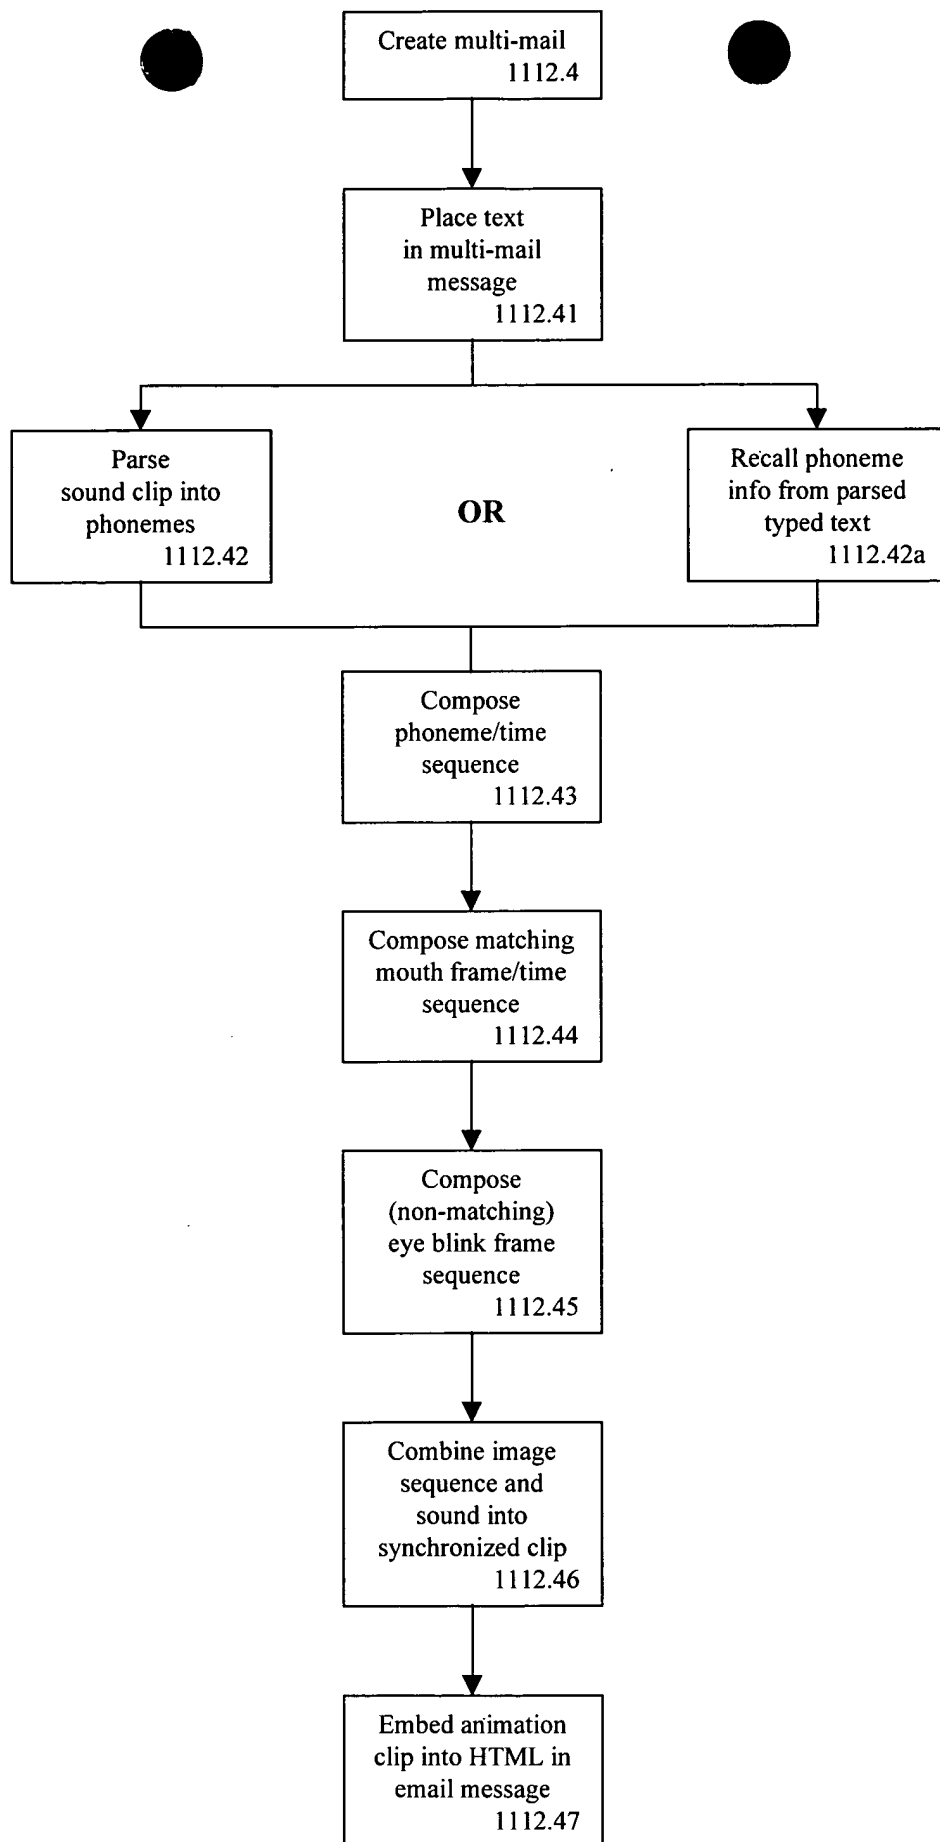 Create multi-mail
1112.4
Place text
in multi-mail
message
1112.41
Parse
sound clip into
phonemes
1112.42
OR
Recall phoneme
info from parsed
typed text
1112.42a
Compose
phoneme/time
sequence
1112.43
Compose matching
mouth frame/time
sequence
1112.44
Compose
(non-matching)
eye blink frame
sequence
1112.45
Combine image
sequence and
sound into
synchronized clip
1112.46
Embed animation
clip into HTML in
email message
1112.47